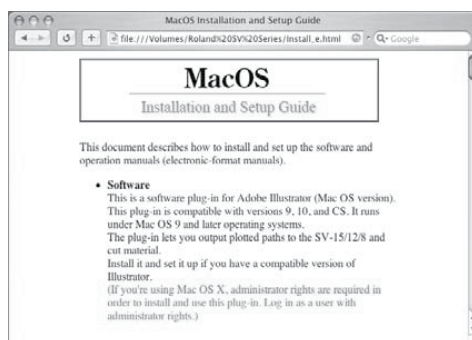 MacOS Installation and Setup Guide
file:///Volumes/Roland%20SV%20Series/Install_e.html
Google
MacOS
Installation and Setup Guide
This document describes how to install and set up the software and
operation manuals (electronic-format manuals).
• Software
This is a software plug-in for Adobe Illustrator (Mac OS version).
This plug-in is compatible with versions 9, 10, and CS. It runs
under Mac OS 9 and later operating systems.
The plug-in lets you output plotted paths to the SV-15/12/8 and
cut material.
Install it and set it up if you have a compatible version of
Illustrator.
(If you're using Mac OS X, administrator rights are required in
order to install and use this plug-in. Log in as a user with
administrator rights.)